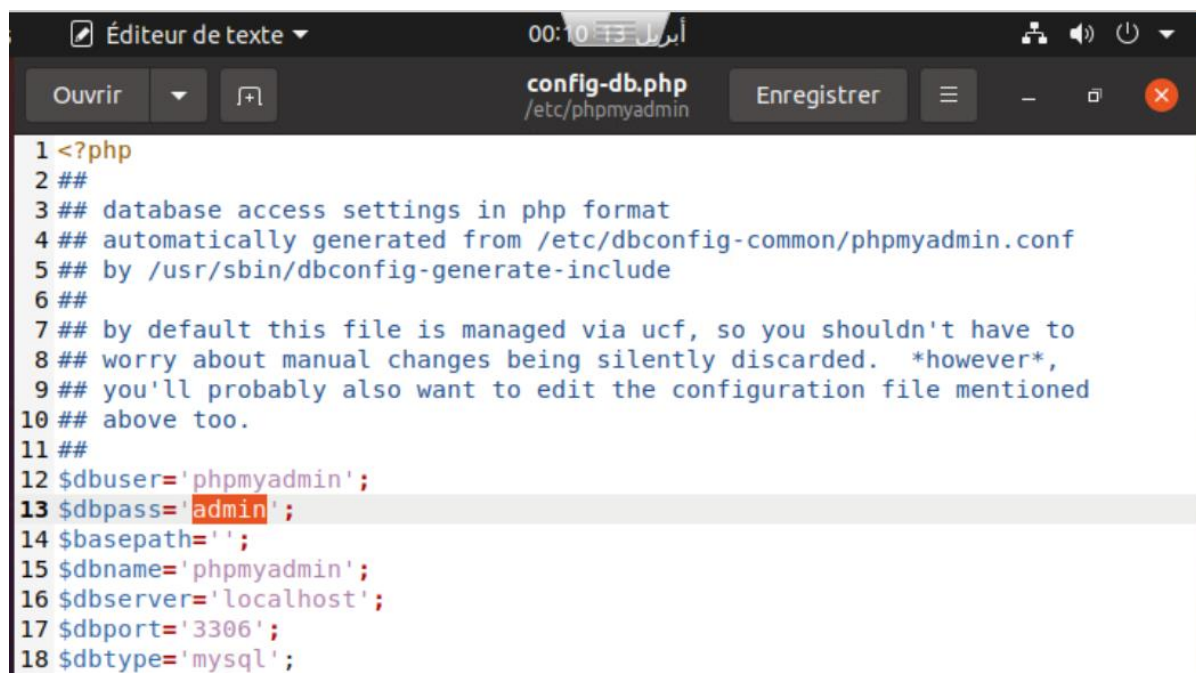 Éditeur de texte
00:10 13 أبريل
Ouvrir
config-db.php
/etc/phpmyadmin
Enregistrer
1 <?php
2 ##
3 ## database access settings in php format
4 ## automatically generated from /etc/dbconfig-common/phpmyadmin.conf
5 ## by /usr/sbin/dbconfig-generate-include
6 ##
7 ## by default this file is managed via ucf, so you shouldn't have to
8 ## worry about manual changes being silently discarded.  *however*,
9 ## you'll probably also want to edit the configuration file mentioned
10 ## above too.
11 ##
12 $dbuser='phpmyadmin';
13 $dbpass='admin';
14 $basepath='';
15 $dbname='phpmyadmin';
16 $dbserver='localhost';
17 $dbport='3306';
18 $dbtype='mysql';